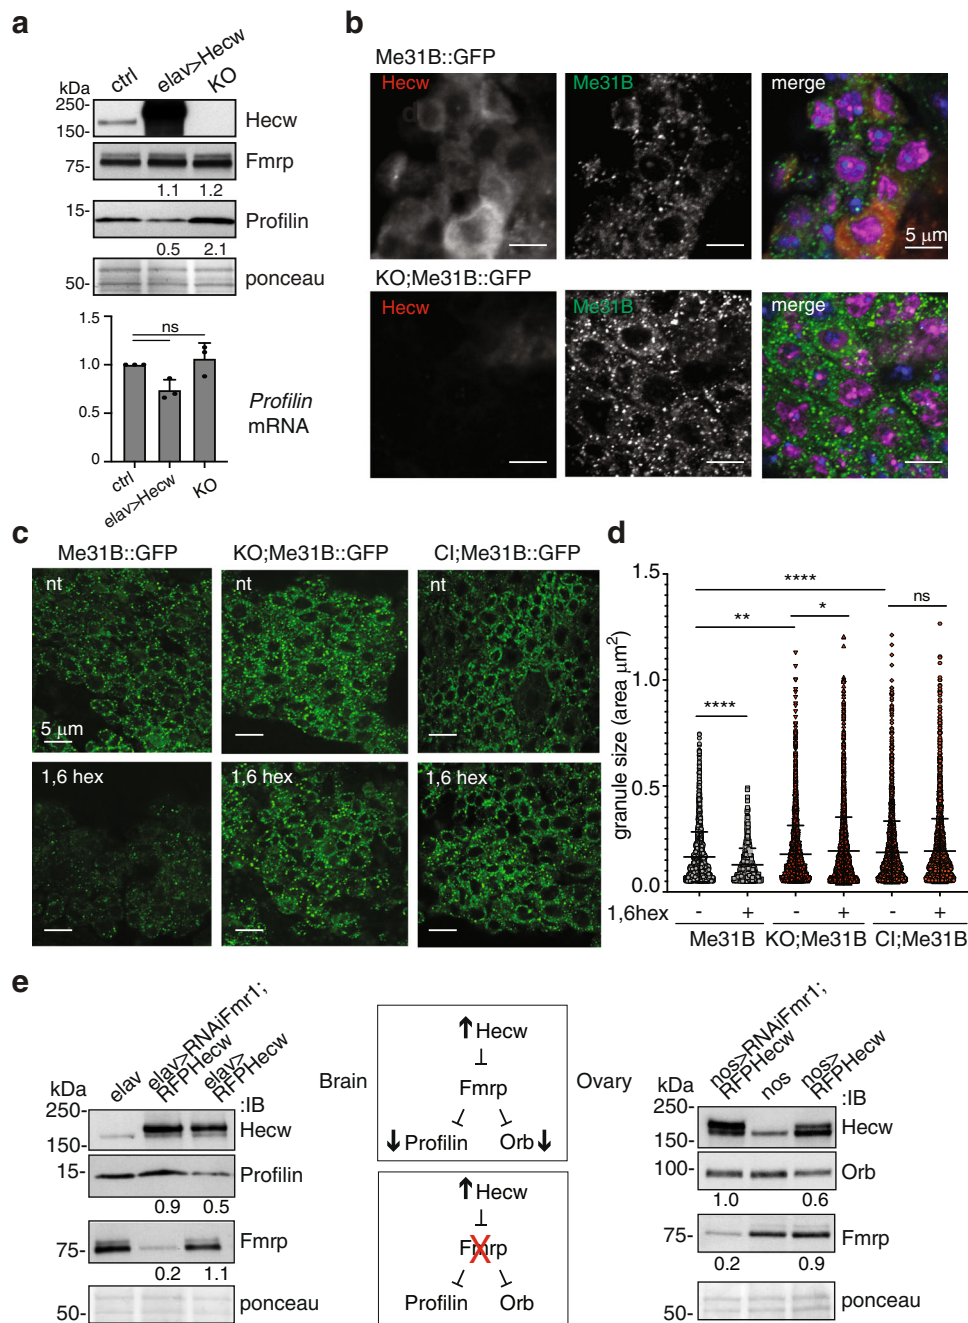 a
ctrl
elav>Hecw
KO
kDa
250-
150-
Hecw
75-
Fmrp
1.1 1.2
15-
Profilin
0.5 2.1
50-
ponceau
1.5
1.0
0.5
0
ns
Profilin
mRNA
ctrl
elav>Hecw
KO
b
Me31B::GFP
Hecw
Me31B
merge
5 μm
KO;Me31B::GFP
Hecw
Me31B
merge
c
Me31B::GFP
KO;Me31B::GFP
CI;Me31B::GFP
nt
nt
nt
5 μm
1,6 hex
1,6 hex
1,6 hex
d
granule size (area μm²)
1.5
1.0
0.5
0.0
****
**
*
ns
****
1,6hex - + - + - +
Me31B KO;Me31B CI;Me31B
e
elav
elav>RNAiFmr1;
RFPHecw
elav>
RFPHecw
kDa
:IB
250-
150-
Hecw
15-
Profilin
0.9 0.5
75-
Fmrp
0.2 1.1
50-
ponceau
Brain
Ovary
Hecw
Fmrp
Profilin Orb
Hecw
Fmrp
X
Profilin Orb
nos>RNAiFmr1;
RFPHecw
nos
nos>
RFPHecw
kDa
:IB
250-
150-
Hecw
100-
Orb
1.0 0.6
75-
Fmrp
0.2 0.9
50-
ponceau